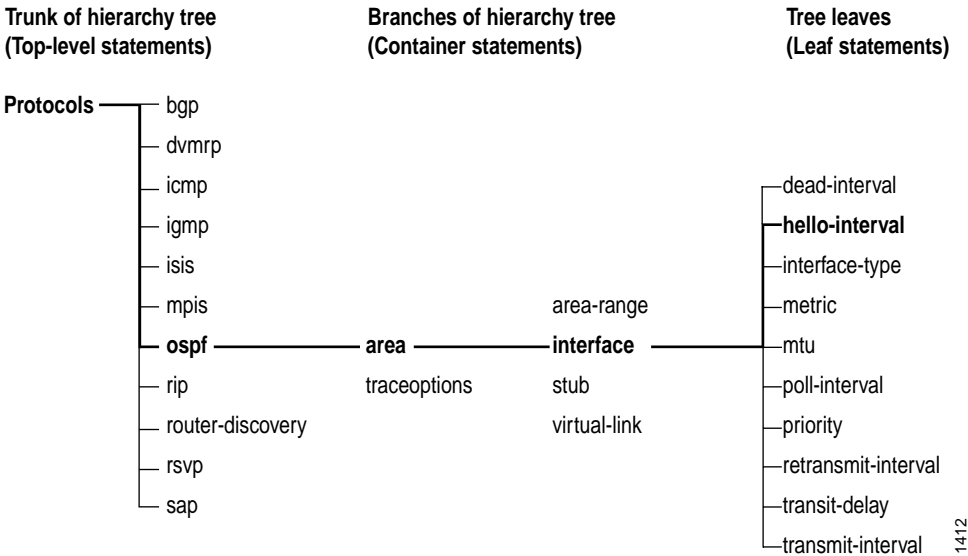 Trunk of hierarchy tree Branches of hierarchy tree Tree leaves
(Top-level statements) (Container statements) (Leaf statements)
Protocols bgp
dvmrp
icmp dead-interval
igmp hello-interval
isis interface-type
mpis area-range metric
ospf area interface mtu
rip traceoptions stub poll-interval
router-discovery virtual-link priority
rsvp retransmit-interval
sap transit-delay
transmit-interval
1412